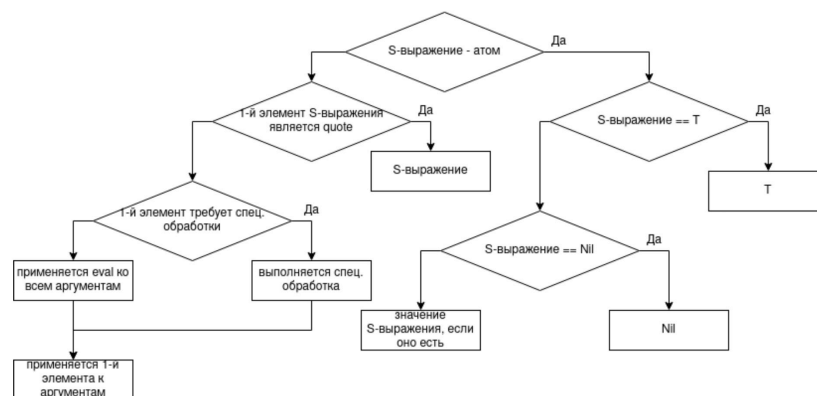 S-выражение - атом
Да
1-й элемент S-выражения
является quote
Да
S-выражение == T
Да
S-выражение
T
1-й элемент требует спец.
обработки
Да
S-выражение == Nil
Да
применяется eval ко
всем аргументам
выполняется спец.
обработка
значение
S-выражения, если
оно есть
Nil
применяется 1-й
элемента к
аргументам